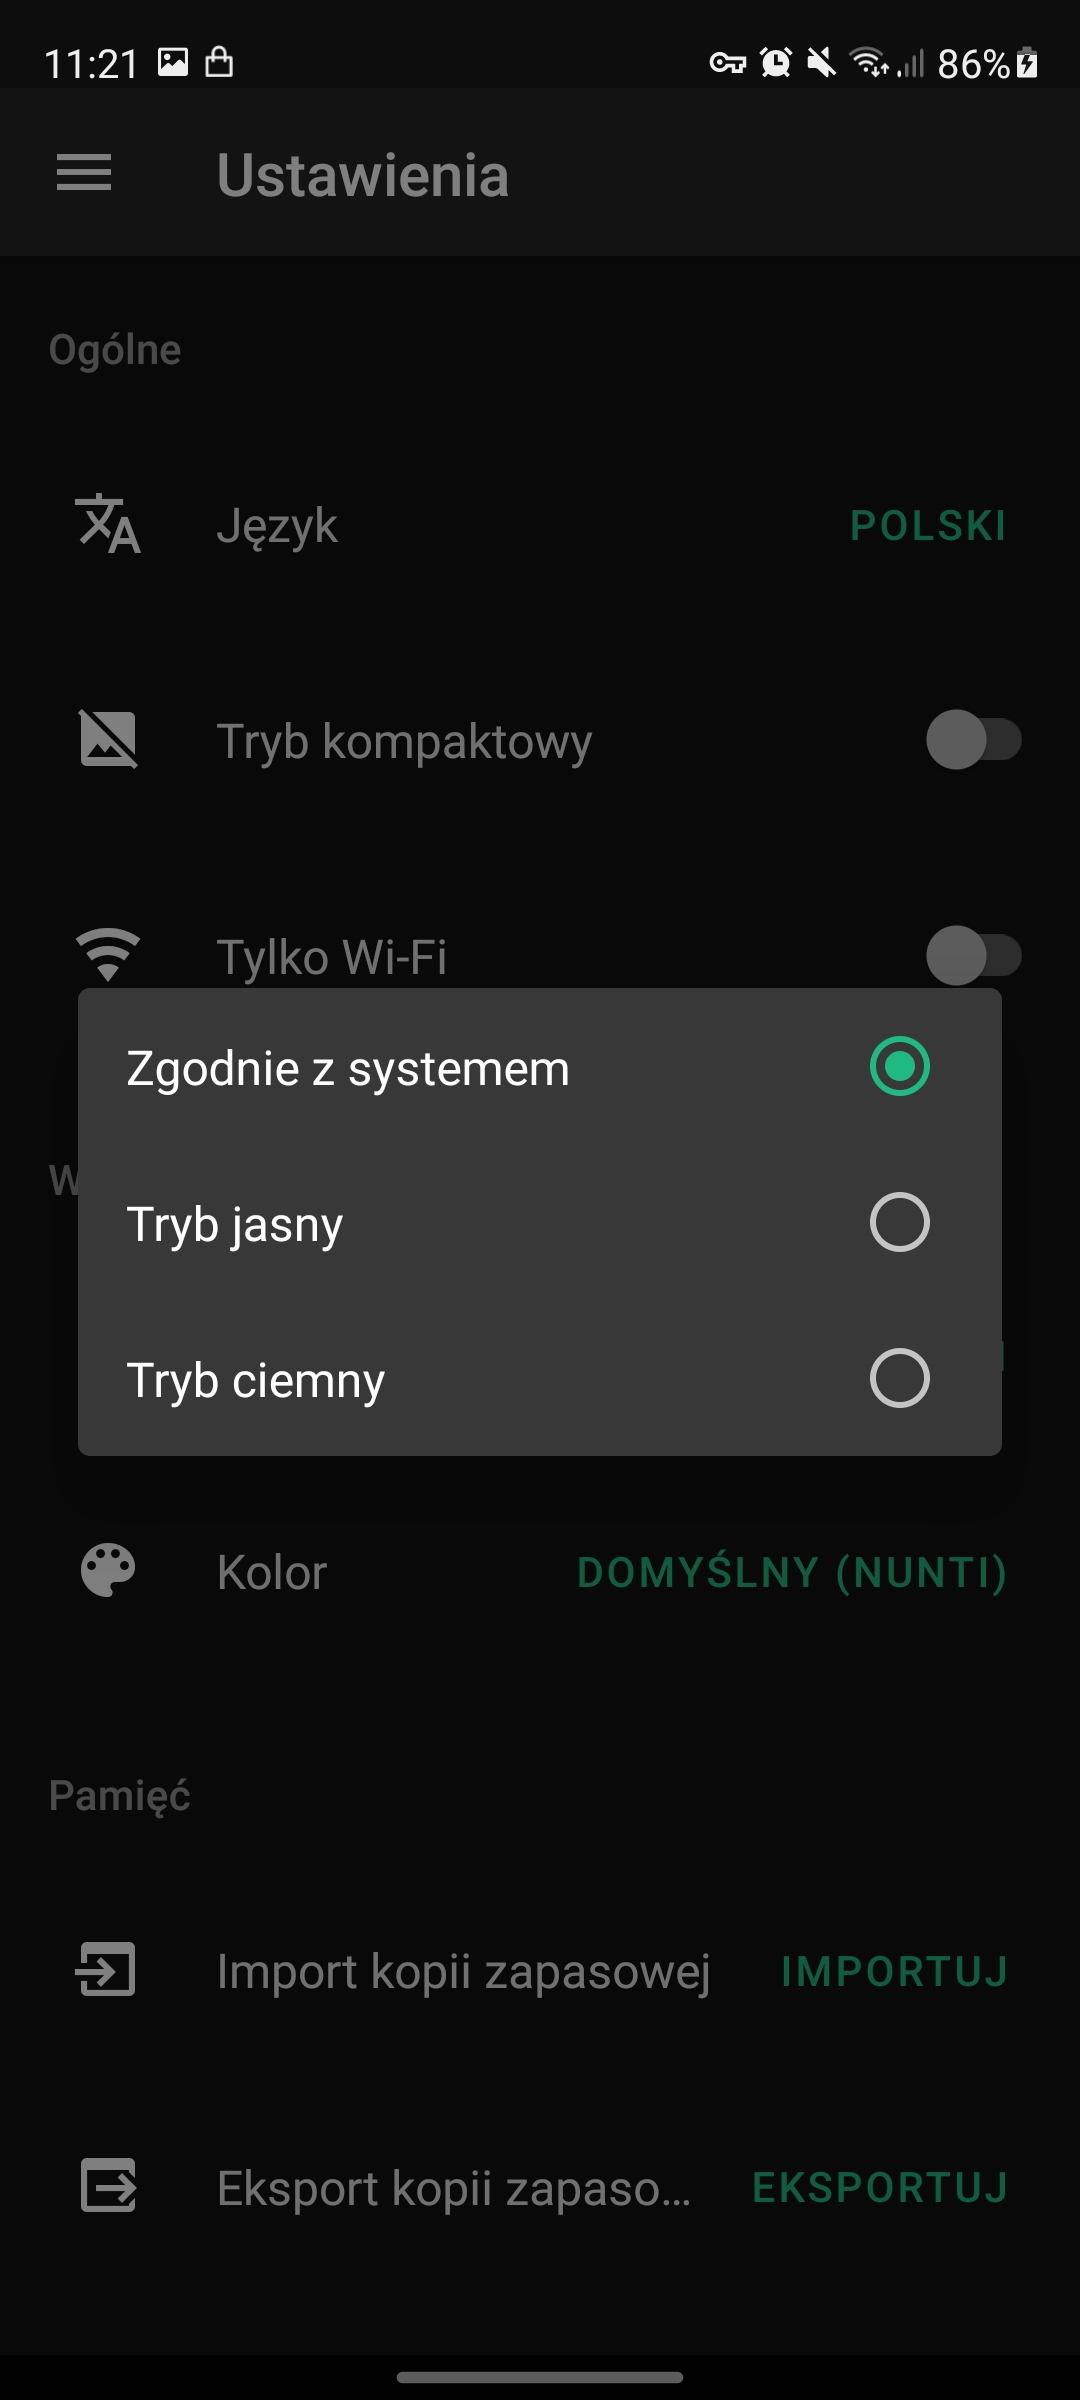 11:21
86%
Ustawienia
Ogólne
Język
POLSKI
Tryb kompaktowy
Tylko Wi-Fi
Zgodnie z systemem
Tryb jasny
Tryb ciemny
Kolor
DOMYŚLNY (NUNTI)
Pamięć
Import kopii zapasowej
IMPORTUJ
Eksport kopii zapaso...
EKSPORTUJ